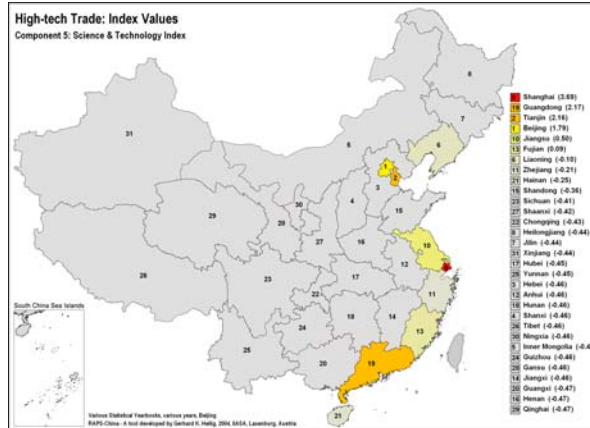 High-tech Trade: Index Values
Component 5: Science & Technology Index
8
7
6
31
5
1
2
3
4
30
29
28
15
27
16
10
12
26
23
22
17
11
18
14
24
13
25
20
19
21
South China Sea Islands
Shanghai (3.69)
19 Guangdong (2.17)
2 Tianjin (2.16)
1 Beijing (1.79)
10 Jiangsu (0.50)
13 Fujian (0.09)
6 Liaoning (-0.10)
11 Zhejiang (-0.21)
21 Hainan (-0.25)
15 Shandong (-0.36)
23 Sichuan (-0.41)
27 Shaanxi (-0.42)
22 Chongqing (-0.43)
8 Heilongjiang (-0.44)
7 Jilin (-0.44)
31 Xinjiang (-0.44)
17 Hubei (-0.45)
25 Yunnan (-0.45)
3 Hebei (-0.46)
12 Anhui (-0.46)
18 Hunan (-0.46)
4 Shanxi (-0.46)
26 Tibet (-0.46)
30 Ningxia (-0.46)
5 Inner Mongolia (-0.4
24 Guizhou (-0.46)
28 Gansu (-0.46)
14 Jiangxi (-0.46)
20 Guangxi (-0.47)
16 Henan (-0.47)
29 Qinghai (-0.47)
Various Statistical Yearbooks, various years, Beijing
RAPS-China - A tool developed by Gerhard K. Heilig, 2004, IIASA, Laxenburg, Austria